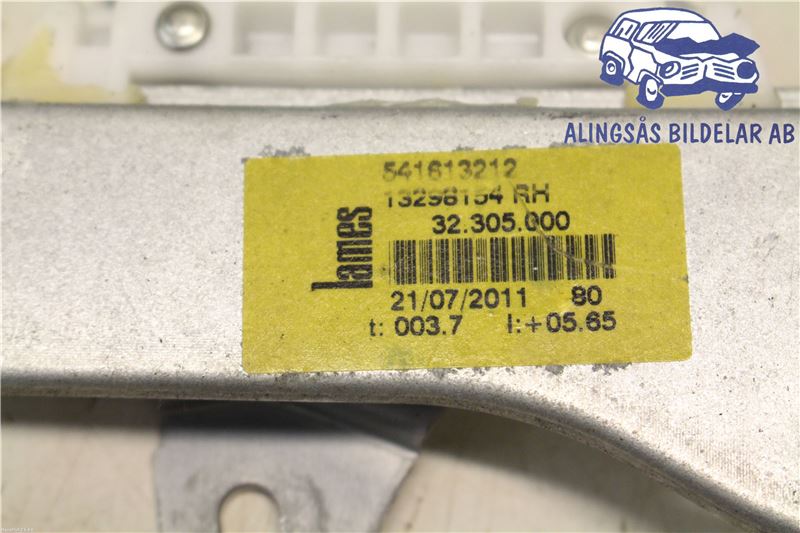 ALINGSÅS BILDELAR AB
541613212
13298154 RH
32.305.000
lames
21/07/2011 80
t: 003.7 l:+05.65